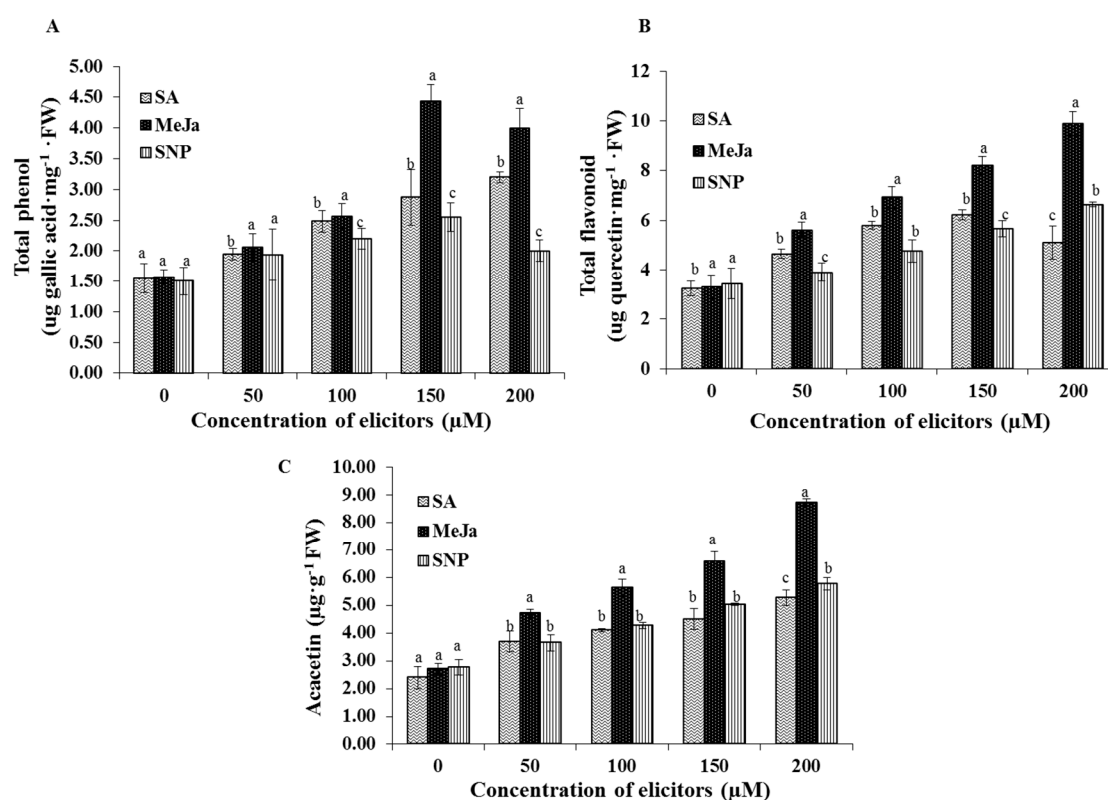 A
5.00
4.50
4.00
3.50
3.00
2.50
2.00
1.50
1.00
0.50
0.00
Total phenol
(ug gallic acid·mg⁻¹ ·FW)
SA
MeJa
SNP
a a a
b a a
b a c
b a c
b a c
0 50 100 150 200
Concentration of elicitors (µM)
B
12
10
8
6
4
2
0
Total flavonoid
(ug quercetin·mg⁻¹ ·FW)
SA
MeJa
SNP
b a a
b a c
b a b
b a c
c a b
0 50 100 150 200
Concentration of elicitors (µM)
C
10.00
9.00
8.00
7.00
6.00
5.00
4.00
3.00
2.00
1.00
0.00
Acacetin (µg·g⁻¹FW)
SA
MeJa
SNP
a a a
b a b
b a b
b a b
c a b
0 50 100 150 200
Concentration of elicitors (µM)